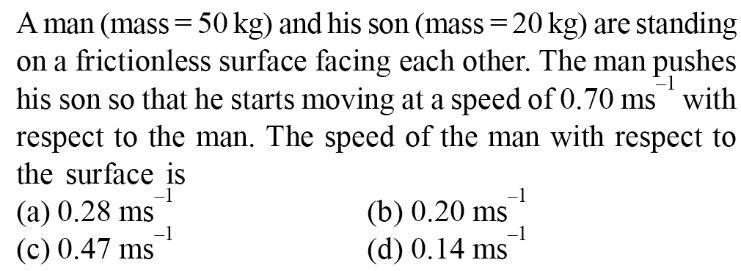 A man (mass = 50 kg) and his son (mass = 20 kg) are standing
on a frictionless surface facing each other. The man pushes
his son so that he starts moving at a speed of 0.70 ms⁻¹ with
respect to the man. The speed of the man with respect to
the surface is
(a) 0.28 ms⁻¹ (b) 0.20 ms⁻¹
(c) 0.47 ms⁻¹ (d) 0.14 ms⁻¹